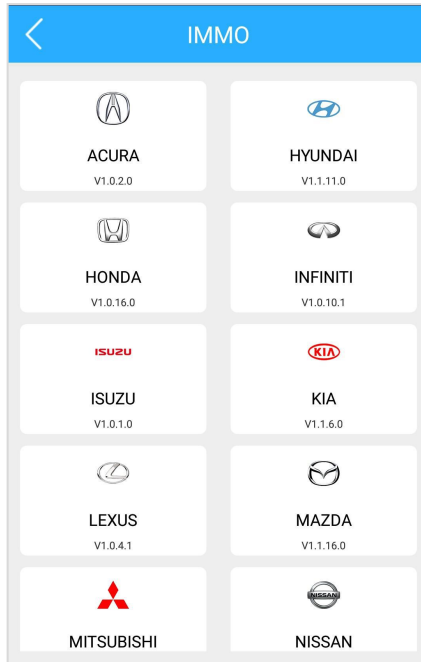 IMMO
ACURA
V1.0.2.0
HYUNDAI
V1.1.11.0
HONDA
V1.0.16.0
INFINITI
V1.0.10.1
ISUZU
ISUZU
V1.0.1.0
KIA
KIA
V1.1.6.0
LEXUS
V1.0.4.1
MAZDA
V1.1.16.0
MITSUBISHI
NISSAN
NISSAN